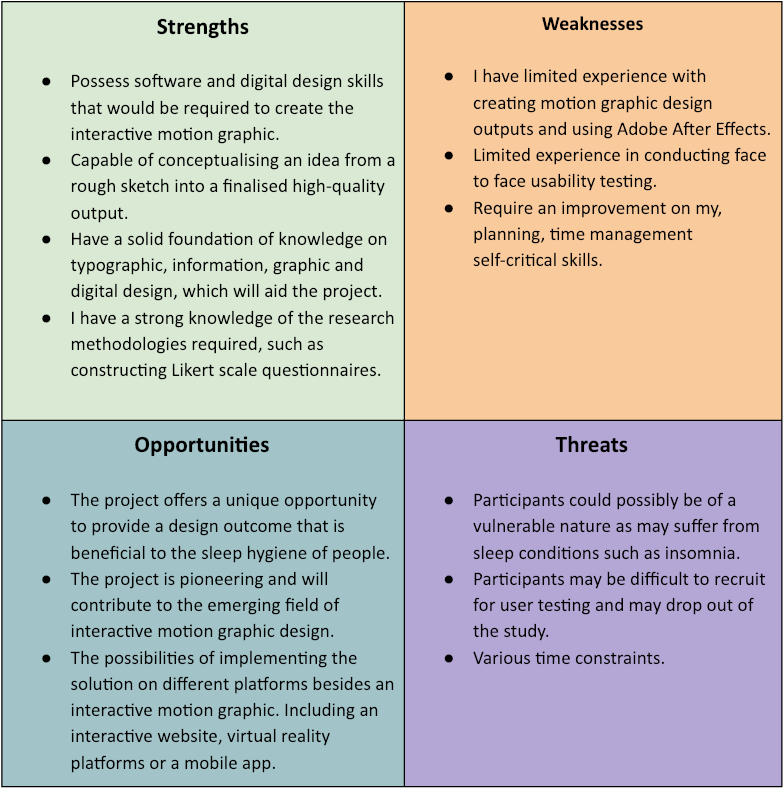 Strengths
● Possess software and digital design skills
that would be required to create the
interactive motion graphic.
● Capable of conceptualising an idea from a
rough sketch into a finalised high-quality
output.
● Have a solid foundation of knowledge on
typographic, information, graphic and
digital design, which will aid the project.
● I have a strong knowledge of the research
methodologies required, such as
constructing Likert scale questionnaires.
Weaknesses
● I have limited experience with
creating motion graphic design
outputs and using Adobe After Effects.
● Limited experience in conducting face
to face usability testing.
● Require an improvement on my,
planning, time management
self-critical skills.
Opportunities
● The project offers a unique opportunity
to provide a design outcome that is
beneficial to the sleep hygiene of people.
● The project is pioneering and will
contribute to the emerging field of
interactive motion graphic design.
● The possibilities of implementing the
solution on different platforms besides an
interactive motion graphic. Including an
interactive website, virtual reality
platforms or a mobile app.
Threats
● Participants could possibly be of a
vulnerable nature as may suffer from
sleep conditions such as insomnia.
● Participants may be difficult to recruit
for user testing and may drop out of
the study.
● Various time constraints.